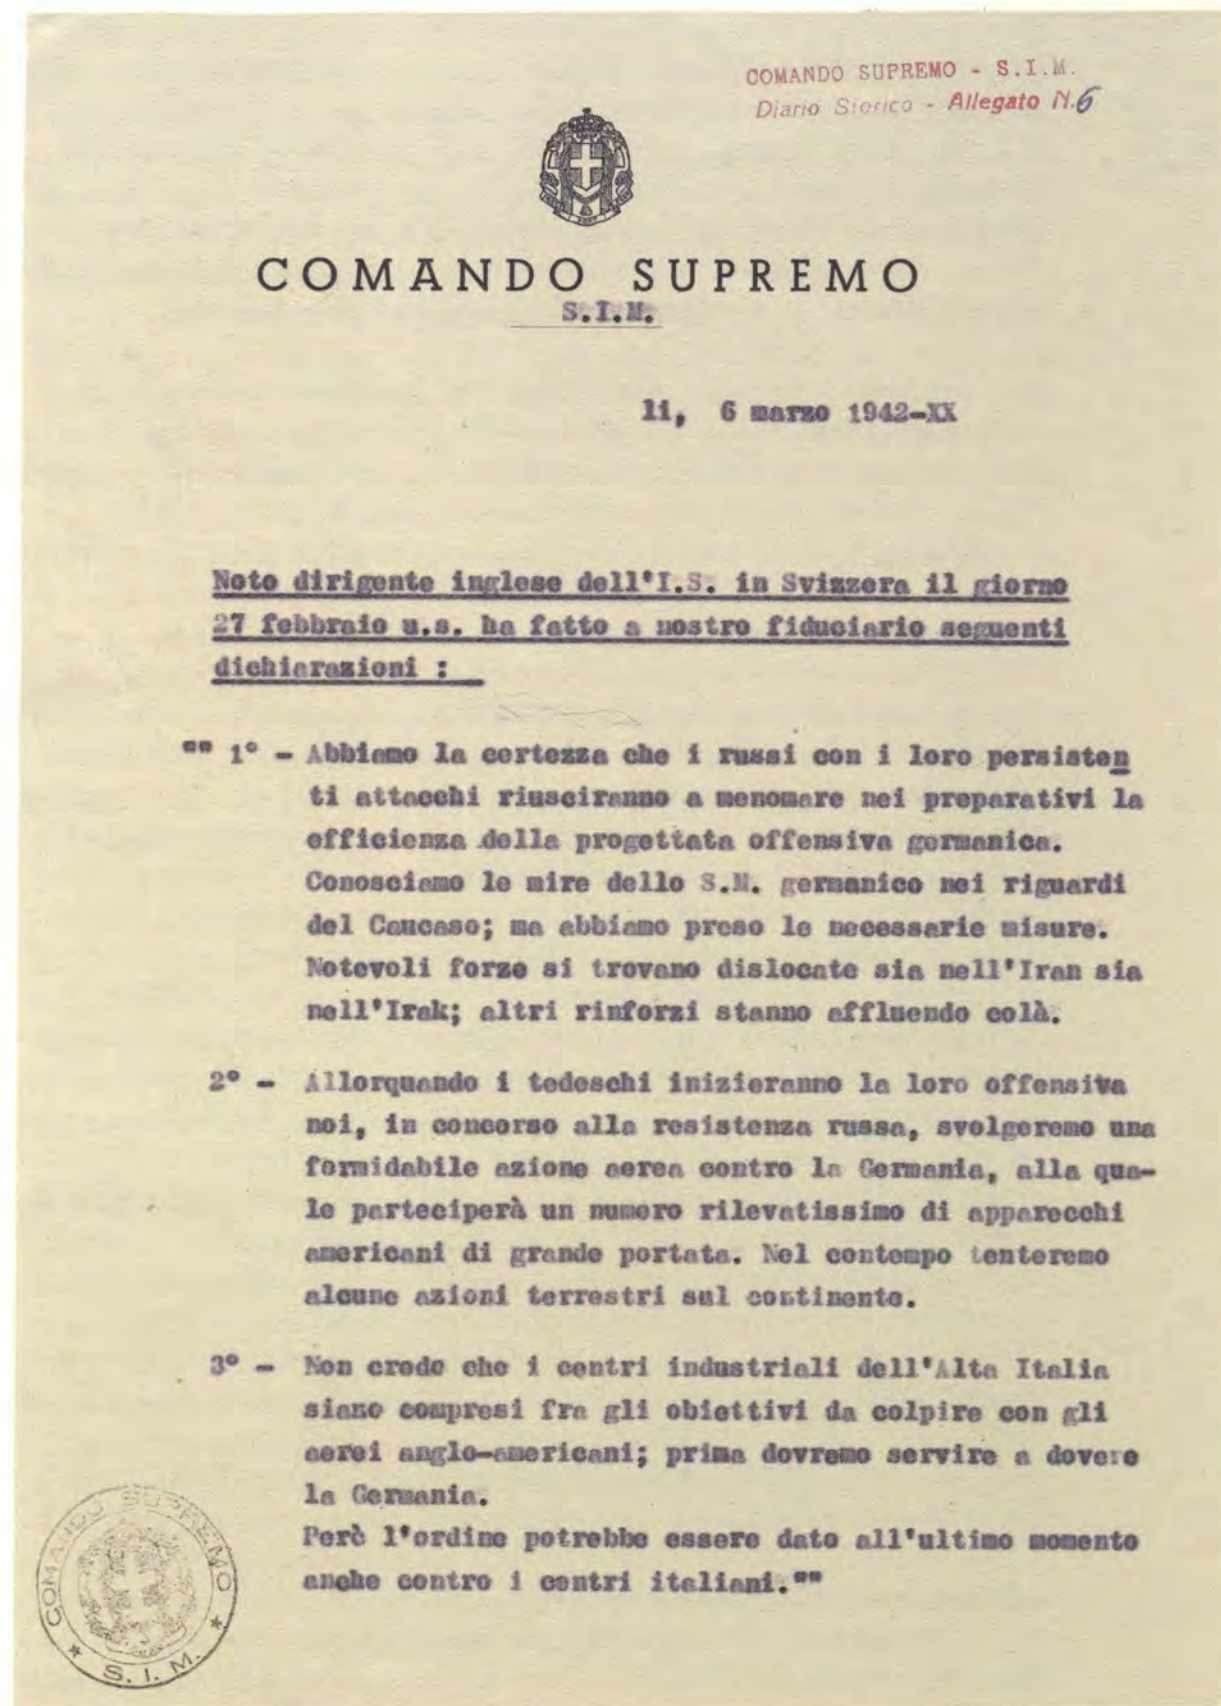 COMANDO SUPREMO - S.I.M.
Diario Storico - Allegato N.6
COMANDO SUPREMO
S.I.M.
li, 6 marzo 1942-XX
Noto dirigente inglese dell'I.S. in Svizzera il giorno
27 febbraio u.s. ha fatto a nostro fiduciario seguenti
dichiarazioni :
"" 1° - Abbiamo la certezza che i russi con i loro persisten
ti attacchi riusciranno a menomare nei preparativi la
efficienza della progettata offensiva germanica.
Conosciamo le mire dello S.M. germanico nei riguardi
del Caucaso; ma abbiamo preso le necessarie misure.
Notevoli forze si trovano dislocate sia nell'Iran sia
nell'Irak; altri rinforzi stanno affluendo colà.
2° - Allorquando i tedeschi inizieranno la loro offensiva
noi, in concorso alla resistenza russa, svolgeremo una
formidabile azione aerea contro la Germania, alla qua-
le parteciperà un numero rilevatissimo di apparecchi
americani di grande portata. Nel contempo tenteremo
alcune azioni terrestri sul continente.
3° - Non credo che i centri industriali dell'Alta Italia
siano compresi fra gli obiettivi da colpire con gli
aerei anglo-americani; prima dovremo servire a dovere
la Germania.
Però l'ordine potrebbe essere dato all'ultimo momento
anche contro i centri italiani.""
COMANDO SUPREMO
* S. I. M. *